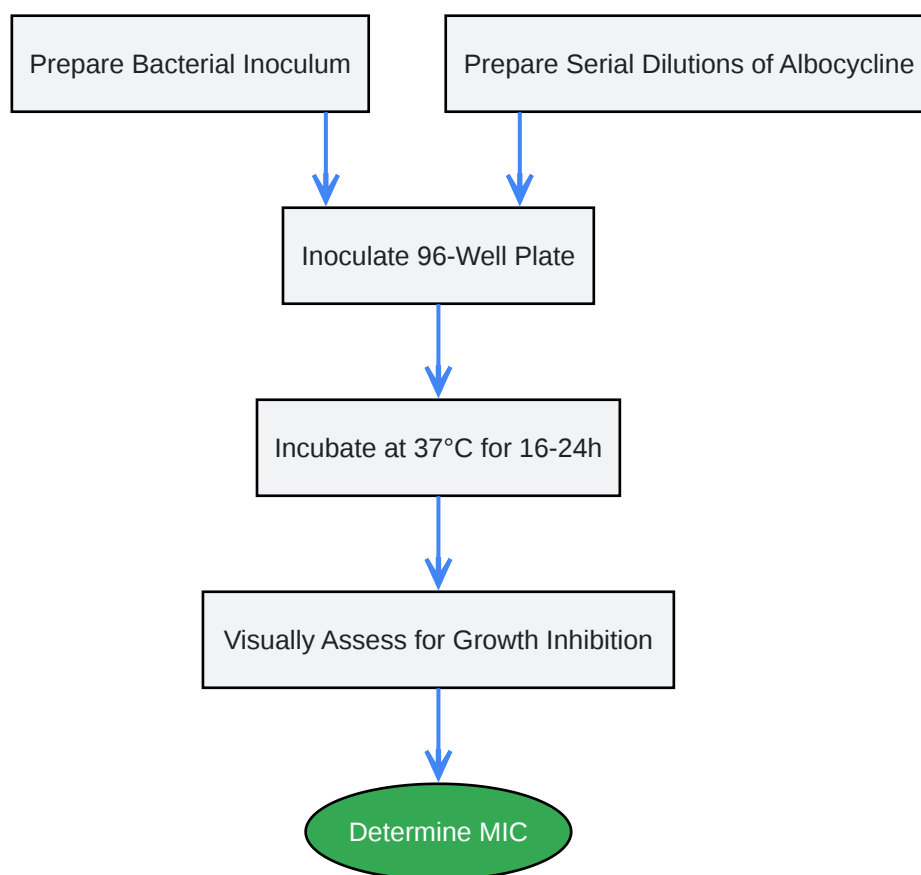 Prepare Bacterial Inoculum
Prepare Serial Dilutions of Albocycline
Inoculate 96-Well Plate
Incubate at 37°C for 16-24h
Visually Assess for Growth Inhibition
Determine MIC